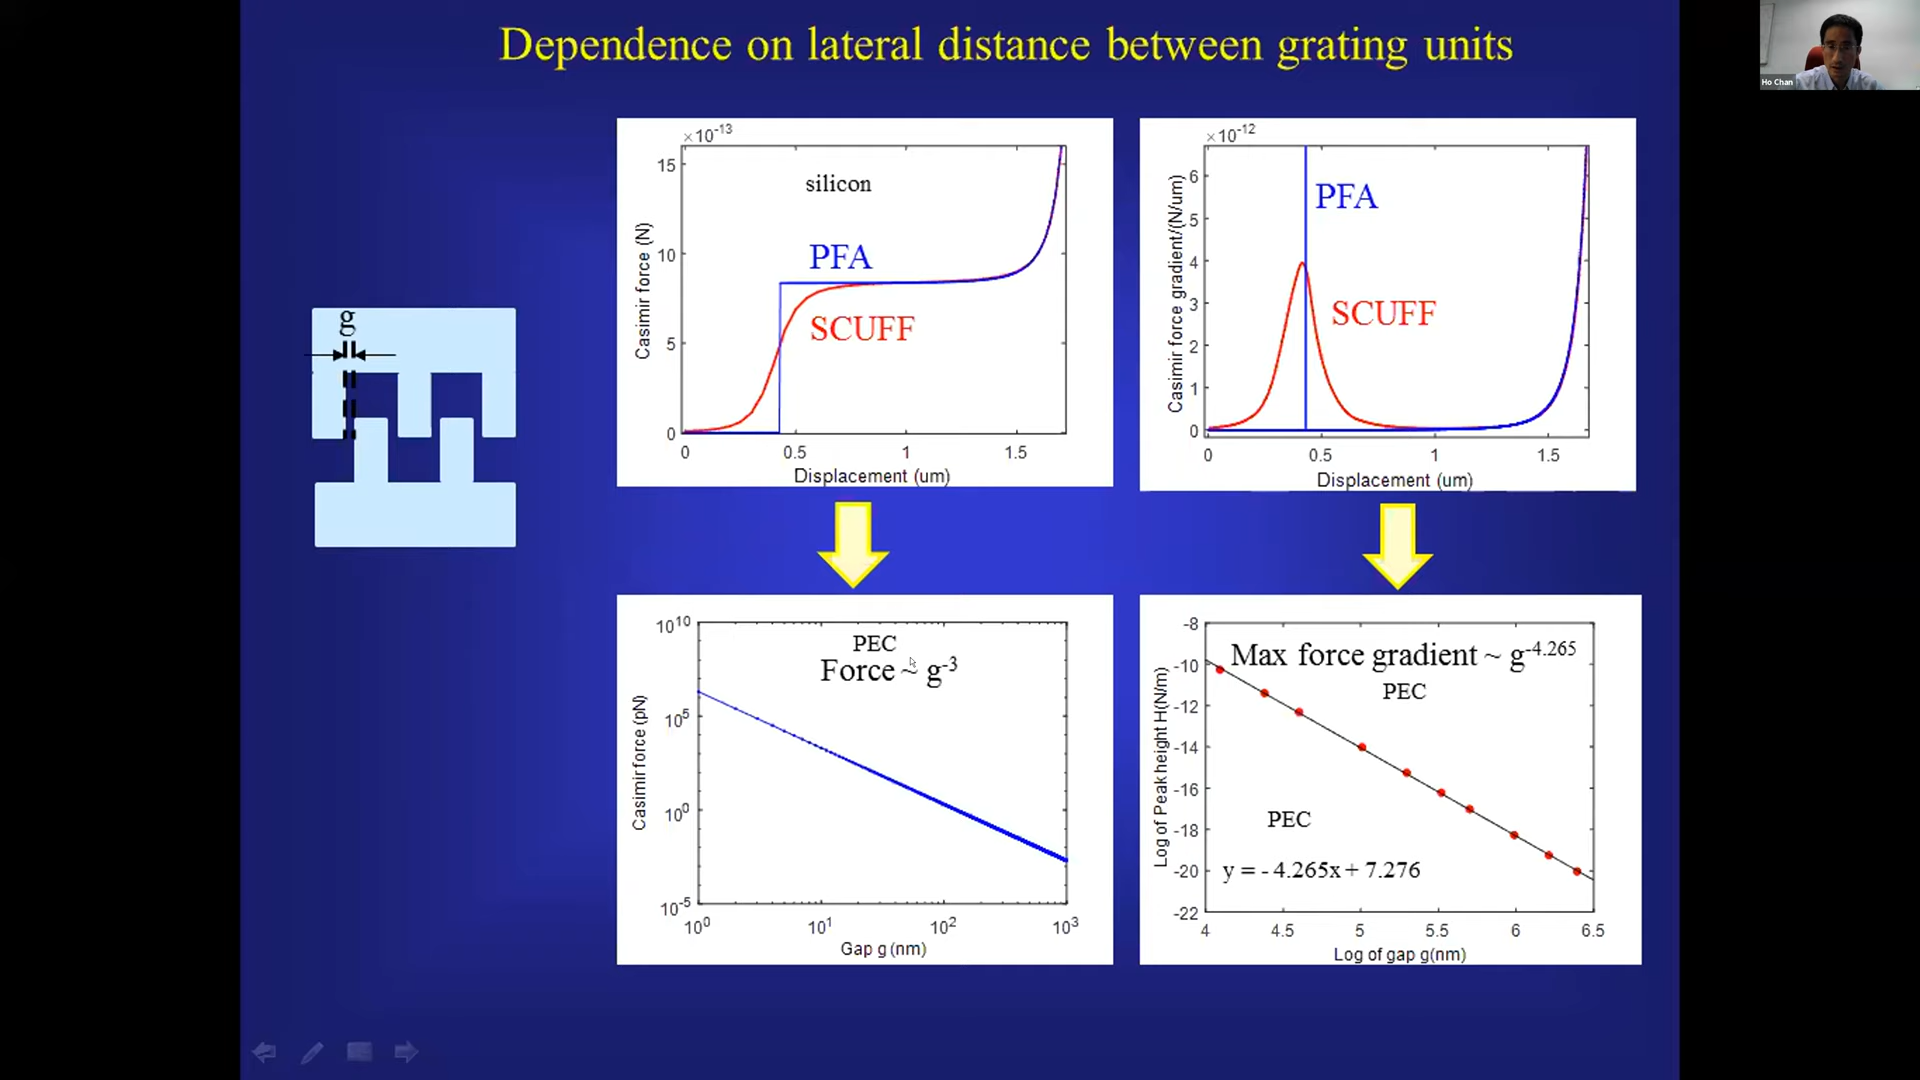 Dependence on lateral distance between grating units
Ho Chan
g
×10-13
15
10
5
0
0
0.5
1
1.5
Casimir force (N)
Displacement (um)
silicon
PFA
SCUFF
×10-12
6
5
4
3
2
1
0
0
0.5
1
1.5
Casimir force gradient/(N/um)
Displacement (um)
PFA
SCUFF
10^10
10^5
10^0
10^-5
10^0
10^1
10^2
10^3
Casimir force (pN)
Gap g (nm)
PEC
Force ~ g^-3
-8
-10
-12
-14
-16
-18
-20
-22
4
4.5
5
5.5
6
6.5
Log of Peak height H(N/m)
Log of gap g(nm)
Max force gradient ~ g^-4.265
PEC
PEC
y = - 4.265x + 7.276